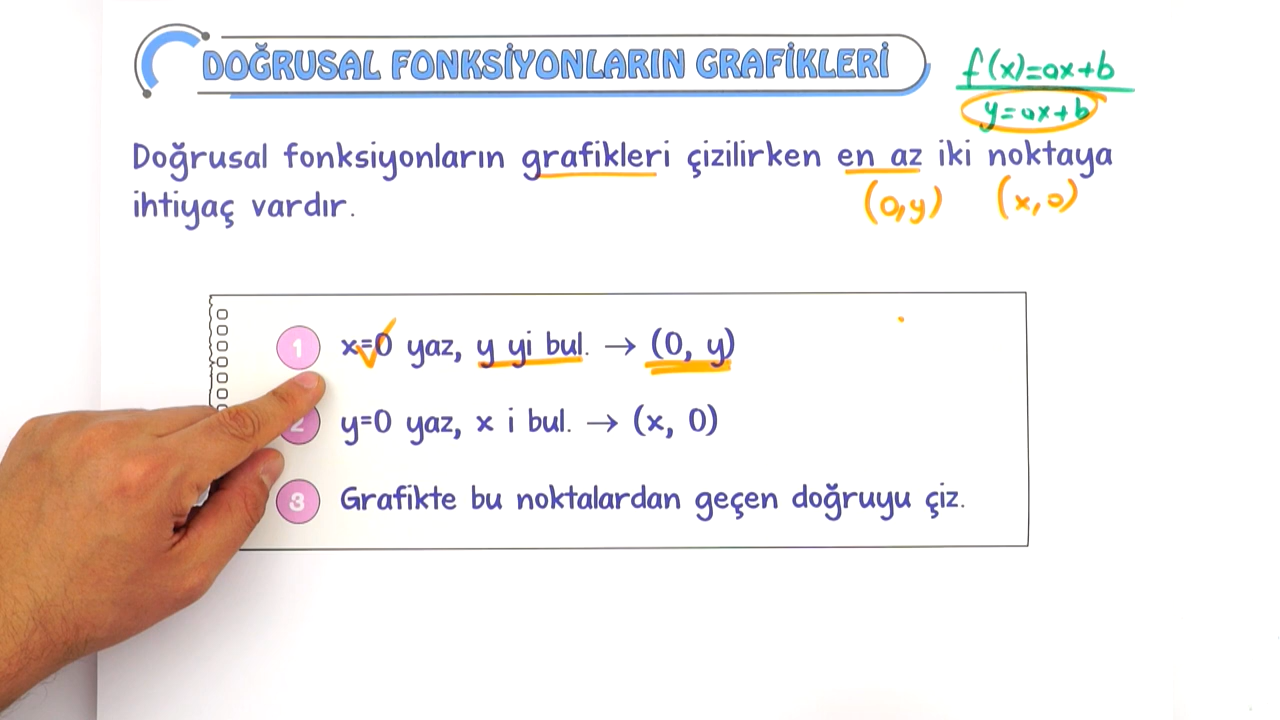 DOĞRUSAL FONKSİYONLARIN GRAFİKLERİ
f(x)=ax+b
y=ax+b
Doğrusal fonksiyonların grafikleri çizilirken en az iki noktaya
ihtiyaç vardır.
(0,y) (x,0)
1 x=0 yaz, y yi bul. → (0, y)
2 y=0 yaz, x i bul. → (x, 0)
3 Grafikte bu noktalardan geçen doğruyu çiz.